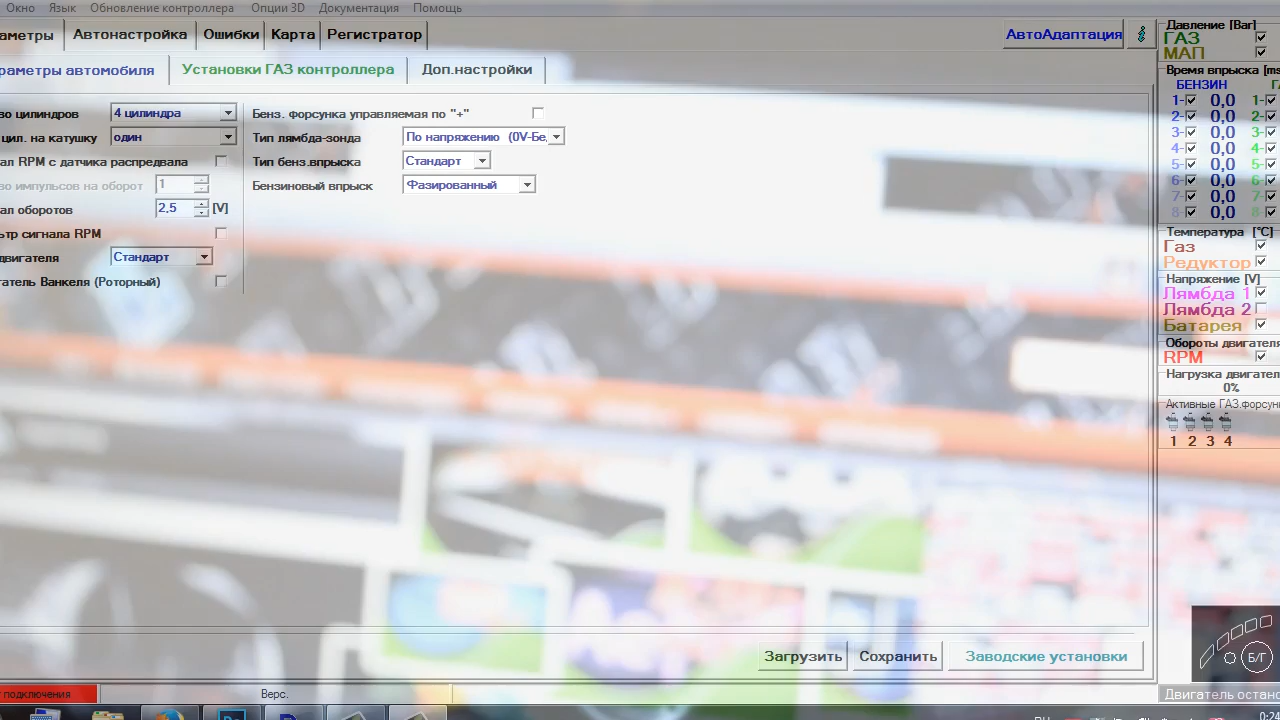 Окно Язык Обновление контроллера Опции 3D Документация Помощь
аметры Автонастройка Ошибки Карта Регистратор АвтоАдаптация i
раметры автомобиля Установки ГАЗ контроллера Доп.настройки
во цилиндров 4 цилиндра
цил. на катушку один
ал RPM с датчика распредвала
во импульсов на оборот 1
ал оборотов 2,5 [V]
ьтр сигнала RPM
двигателя Стандарт
гатель Ванкеля (Роторный)
Бенз. форсунка управляемая по "+"
Тип лямбда-зонда По напряжению (0V-Бе
Тип бенз.впрыска Стандарт
Бензиновый впрыск Фазированный
Давление [Bar]
ГАЗ
МАП
Время впрыска [ms
БЕНЗИН ГА
1- 0,0 1-
2- 0,0 2-
3- 0,0 3-
4- 0,0 4-
5- 0,0 5-
6- 0,0 6-
7- 0,0 7-
8- 0,0 8-
Температура [°C]
Газ
Редуктор
Напряжение [V]
Лямбда 1
Лямбда 2
Батарея
Обороты двигателя
RPM
Нагрузка двигател
0%
Активные ГАЗ.форсунк
1 2 3 4
Загрузить Сохранить Заводские установки
Б/Г
т подключения Верс. Двигатель остано
RU 0:24